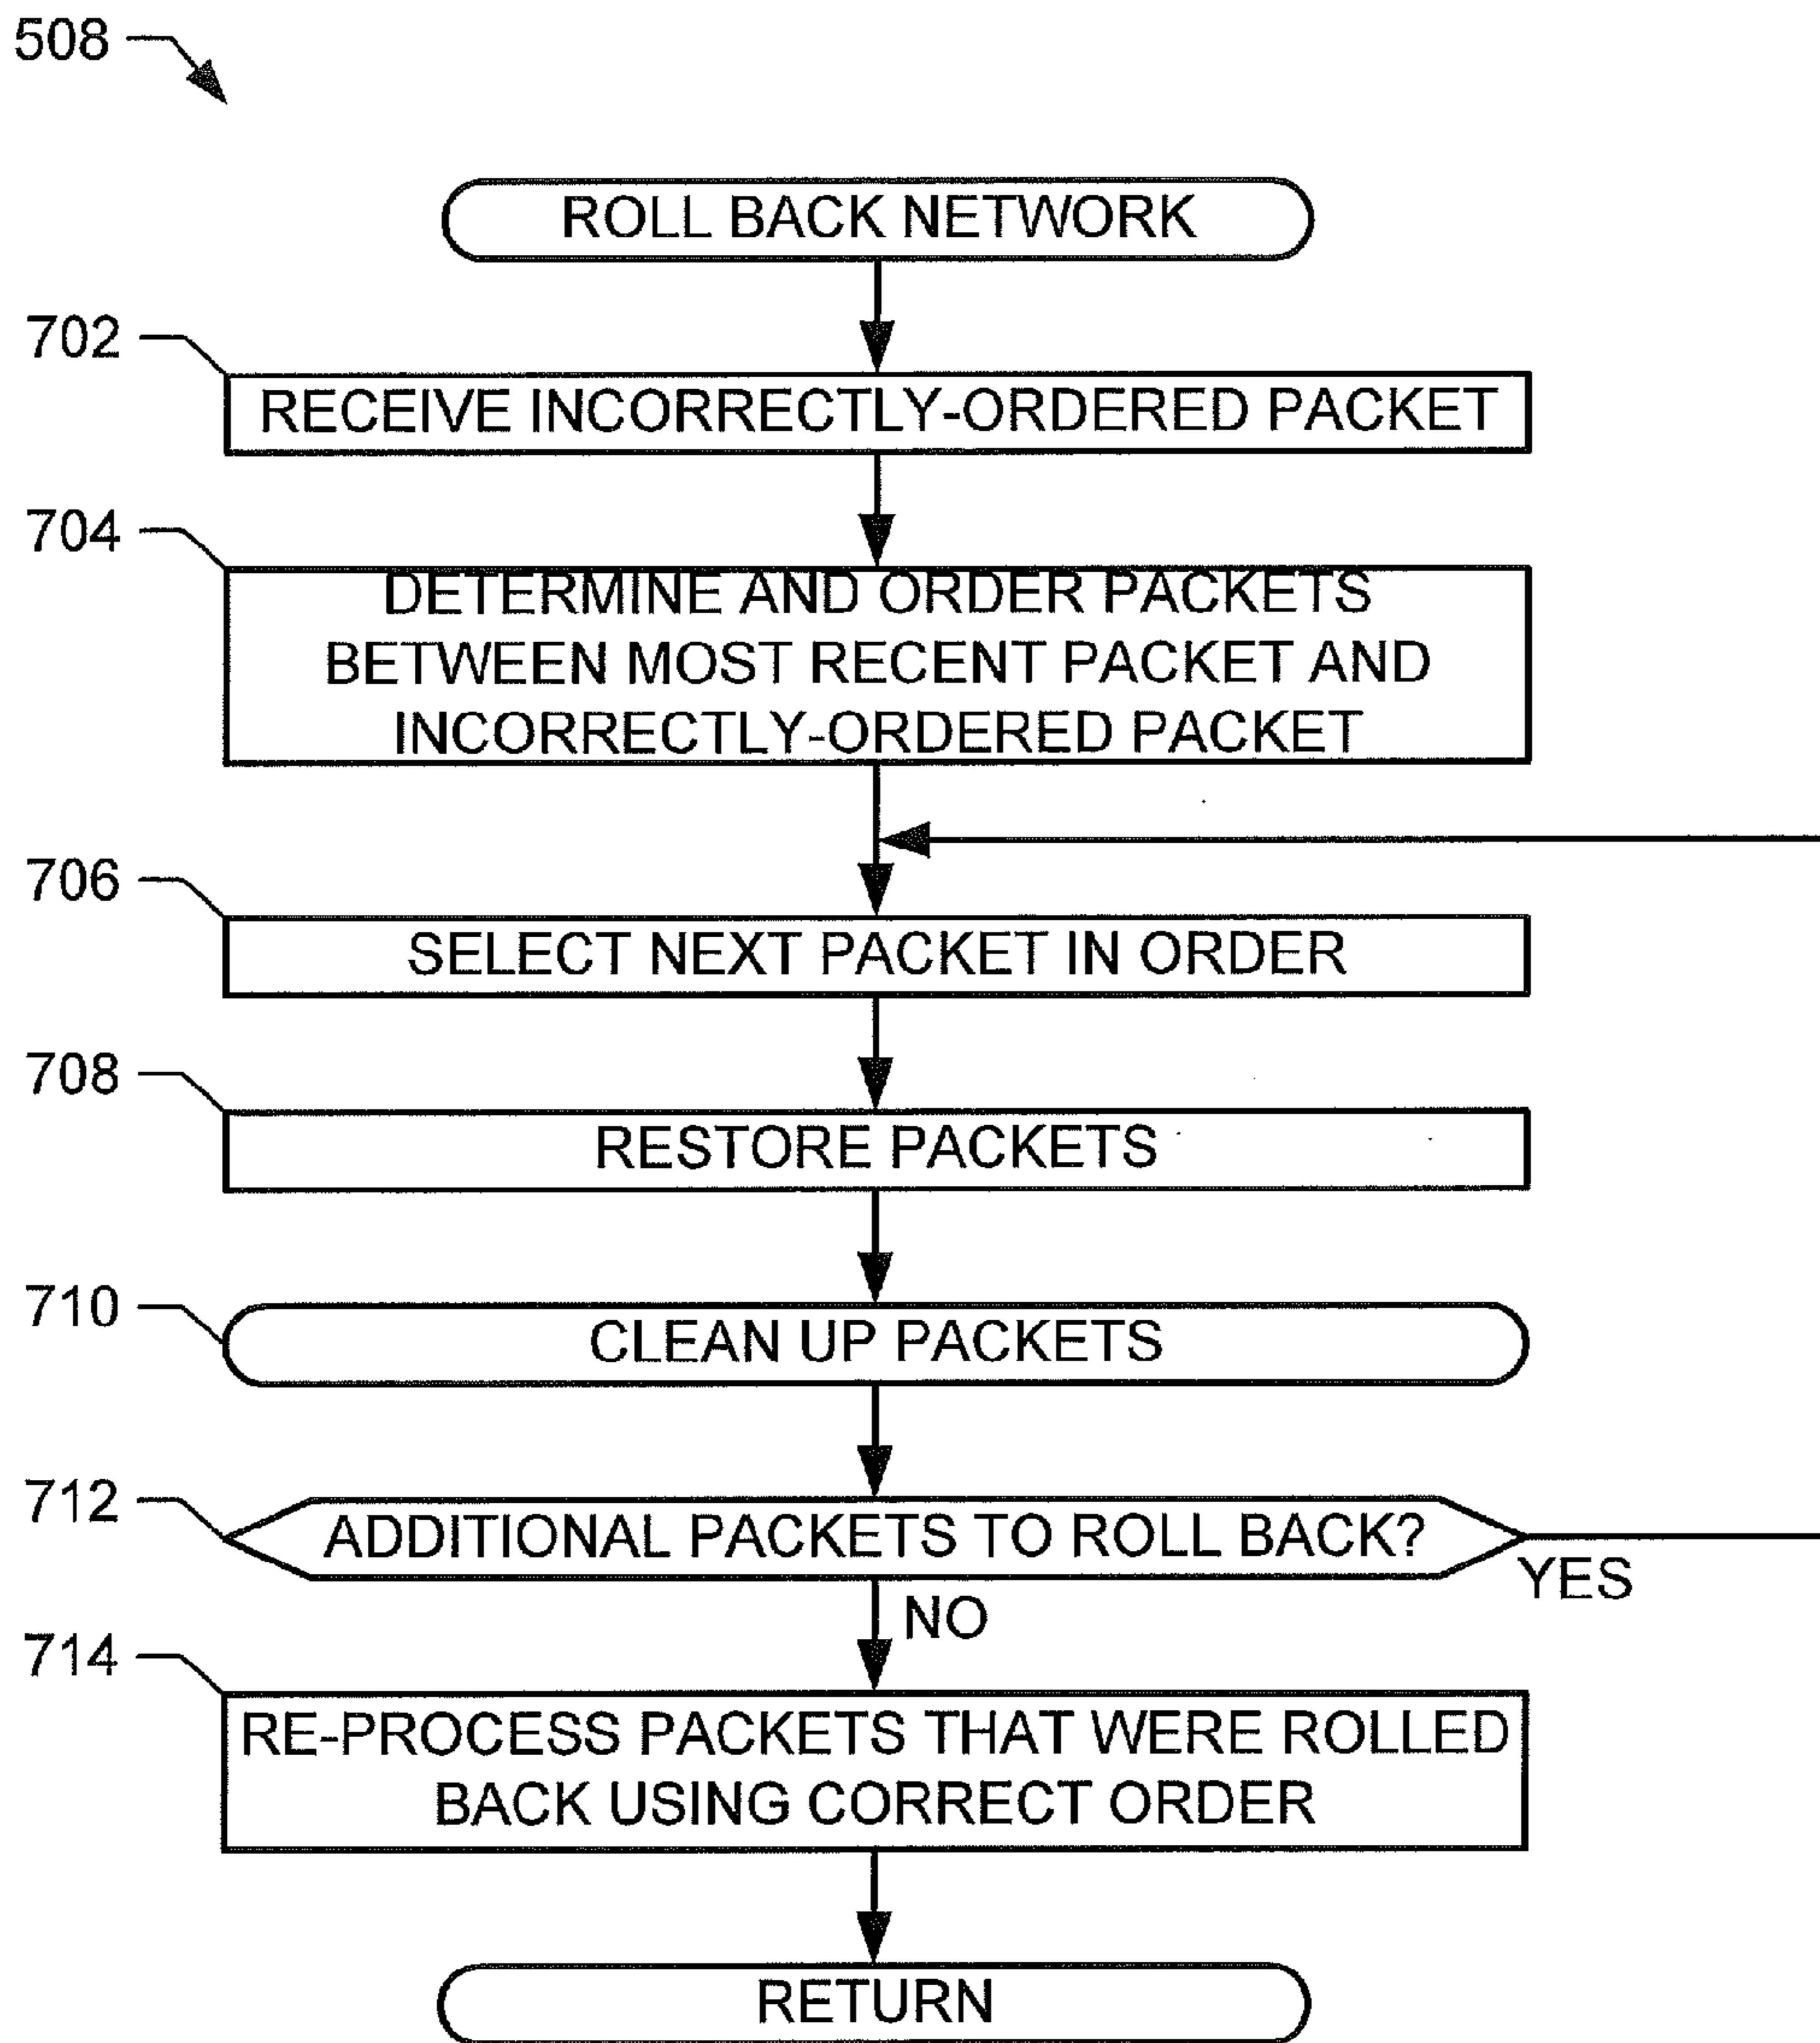 508
ROLL BACK NETWORK
702
RECEIVE INCORRECTLY-ORDERED PACKET
704
DETERMINE AND ORDER PACKETS
BETWEEN MOST RECENT PACKET AND
INCORRECTLY-ORDERED PACKET
706
SELECT NEXT PACKET IN ORDER
708
RESTORE PACKETS
710
CLEAN UP PACKETS
712
ADDITIONAL PACKETS TO ROLL BACK?
YES
NO
714
RE-PROCESS PACKETS THAT WERE ROLLED
BACK USING CORRECT ORDER
RETURN